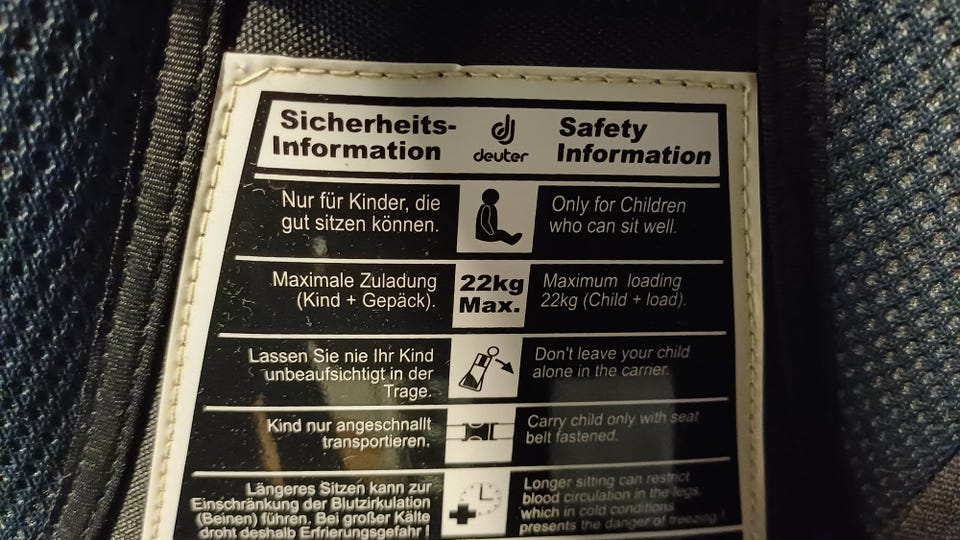 Sicherheits-
Information
deuter
Safety
Information
Nur für Kinder, die
gut sitzen können.
Only for Children
who can sit well.
Maximale Zuladung
(Kind + Gepäck).
22kg
Max.
Maximum loading
22kg (Child + load).
Lassen Sie nie Ihr Kind
unbeaufsichtigt in der
Trage.
Don't leave your child
alone in the carrier.
Kind nur angeschnallt
transportieren.
Carry child only with seat
belt fastened.
Längeres Sitzen kann zur
Einschränkung der Blutzirkulation
(Beinen) führen. Bei großer Kälte
droht deshalb Erfrierungsgefahr !
Longer sitting can restrict
blood circulation in the legs,
which in cold conditions
presents the danger of freezing !